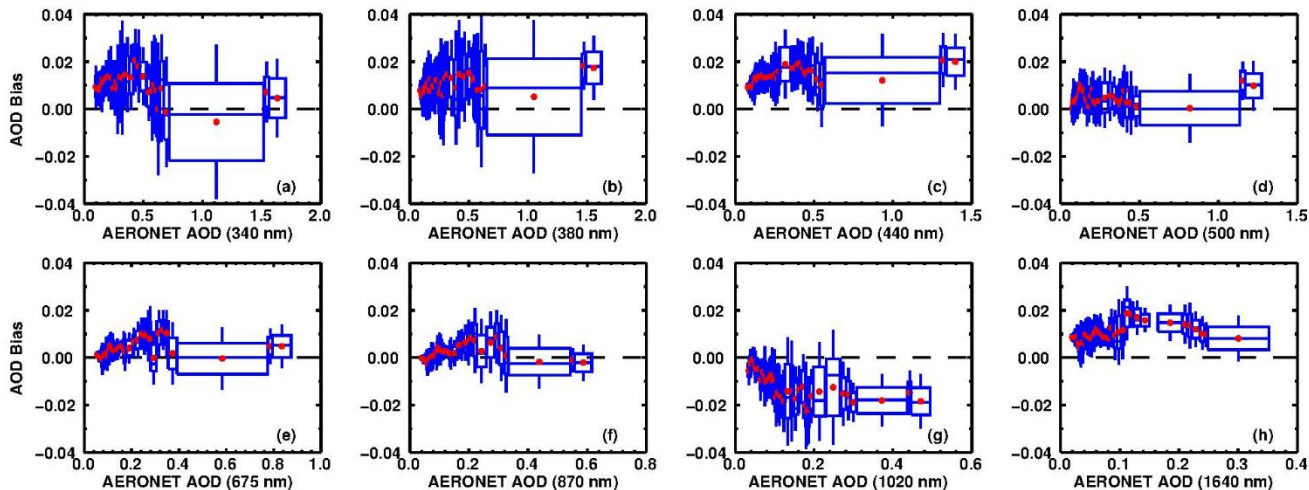 AOD Bias
0.04
0.02
0.00
−0.02
−0.04
(a)
0.0 0.5 1.0 1.5 2.0
AERONET AOD (340 nm)
0.04
0.02
0.00
−0.02
−0.04
(b)
0.0 0.5 1.0 1.5 2.0
AERONET AOD (380 nm)
0.04
0.02
0.00
−0.02
−0.04
(c)
0.0 0.5 1.0 1.5
AERONET AOD (440 nm)
0.04
0.02
0.00
−0.02
−0.04
(d)
0.0 0.5 1.0 1.5
AERONET AOD (500 nm)
AOD Bias
0.04
0.02
0.00
−0.02
−0.04
(e)
0.0 0.2 0.4 0.6 0.8 1.0
AERONET AOD (675 nm)
0.04
0.02
0.00
−0.02
−0.04
(f)
0.0 0.2 0.4 0.6 0.8
AERONET AOD (870 nm)
0.04
0.02
0.00
−0.02
−0.04
(g)
0.0 0.2 0.4 0.6
AERONET AOD (1020 nm)
0.04
0.02
0.00
−0.02
−0.04
(h)
0.0 0.1 0.2 0.3 0.4
AERONET AOD (1640 nm)